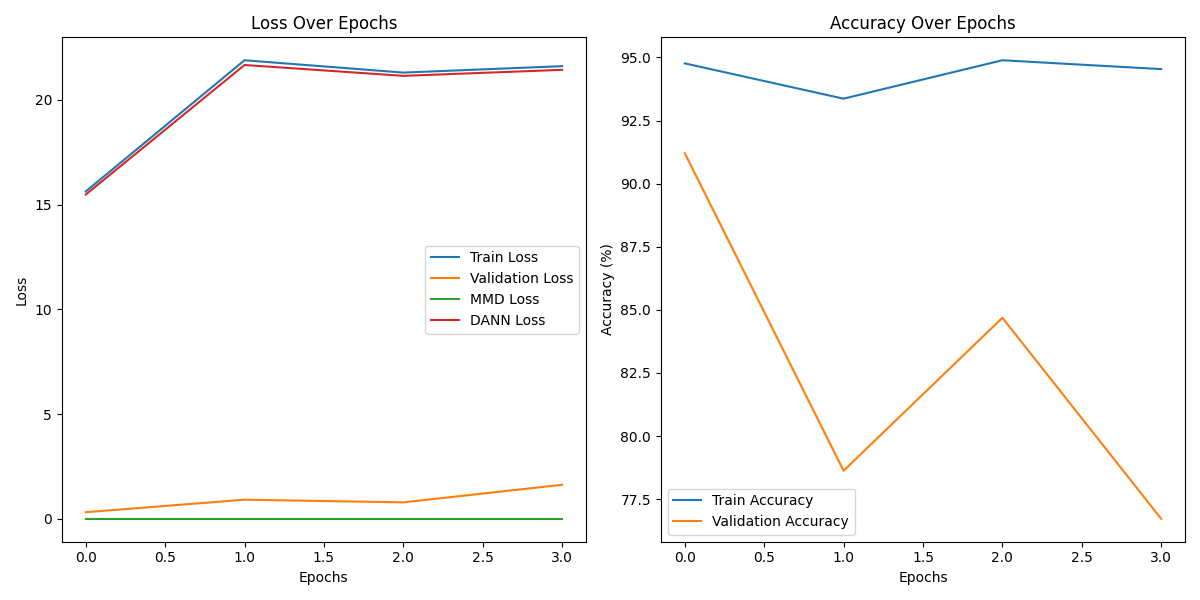 Loss Over Epochs
Loss
20
15
10
5
0
Train Loss
Validation Loss
MMD Loss
DANN Loss
0.0 0.5 1.0 1.5 2.0 2.5 3.0
Epochs
Accuracy Over Epochs
Accuracy (%)
95.0
92.5
90.0
87.5
85.0
82.5
80.0
77.5
Train Accuracy
Validation Accuracy
0.0 0.5 1.0 1.5 2.0 2.5 3.0
Epochs